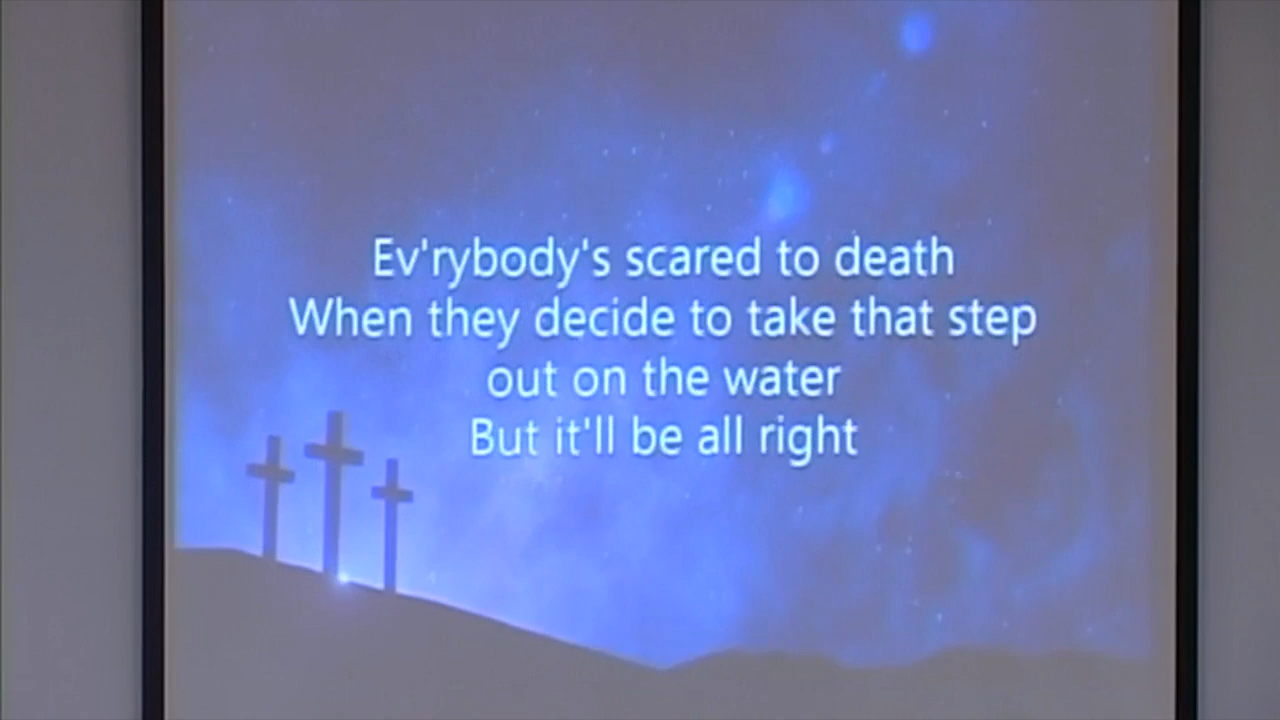 Ev'rybody's scared to death
When they decide to take that step
out on the water
But it'll be all right